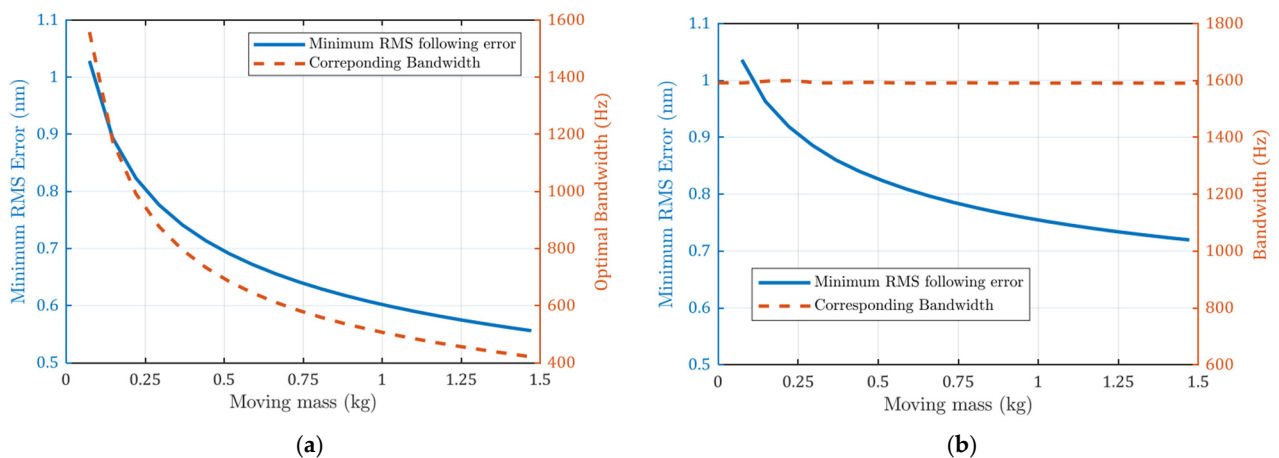 1.1
1
0.9
0.8
0.7
0.6
0.5
Minimum RMS Error (nm)
Minimum RMS following error
Correponding Bandwidth
1600
1400
1200
1000
800
600
400
Optimal Bandwidth (Hz)
0 0.25 0.5 0.75 1 1.25 1.5
Moving mass (kg)
(a)
1.1
1
0.9
0.8
0.7
0.6
0.5
Minimum RMS Error (nm)
Minimum RMS following error
Corresponding Bandwidth
1800
1600
1400
1200
1000
800
600
Bandwidth (Hz)
0 0.25 0.5 0.75 1 1.25 1.5
Moving mass (kg)
(b)